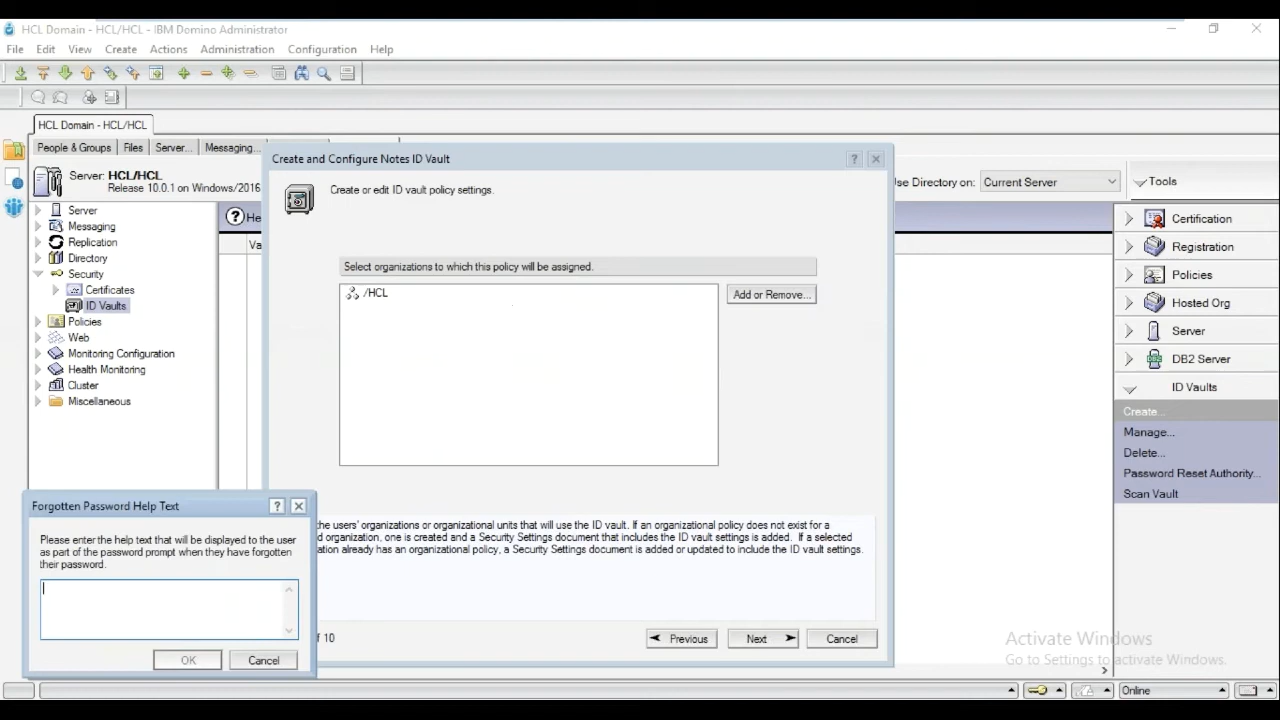 HCL Domain - HCL/HCL - IBM Domino Administrator
File Edit View Create Actions Administration Configuration Help
HCL Domain - HCL/HCL
People & Groups Files Server... Messaging...
Server: HCL/HCL
Release 10.0.1 on Windows/2016
Use Directory on: Current Server
Tools
Server
Messaging
Replication
Directory
Security
Certificates
ID Vaults
Policies
Web
Monitoring Configuration
Health Monitoring
Cluster
Miscellaneous
Create and Configure Notes ID Vault
Create or edit ID vault policy settings.
Select organizations to which this policy will be assigned.
/HCL
Add or Remove...
the users' organizations or organizational units that will use the ID vault. If an organizational policy does not exist for a
d organization, one is created and a Security Settings document that includes the ID vault settings is added. If a selected
ation already has an organizational policy, a Security Settings document is added or updated to include the ID vault settings.
f 10
Previous Next Cancel
Forgotten Password Help Text
Please enter the help text that will be displayed to the user
as part of the password prompt when they have forgotten
their password.
OK Cancel
Certification
Registration
Policies
Hosted Org
Server
DB2 Server
ID Vaults
Create...
Manage...
Delete...
Password Reset Authority...
Scan Vault
Activate Windows
Go to Settings to activate Windows.
Online